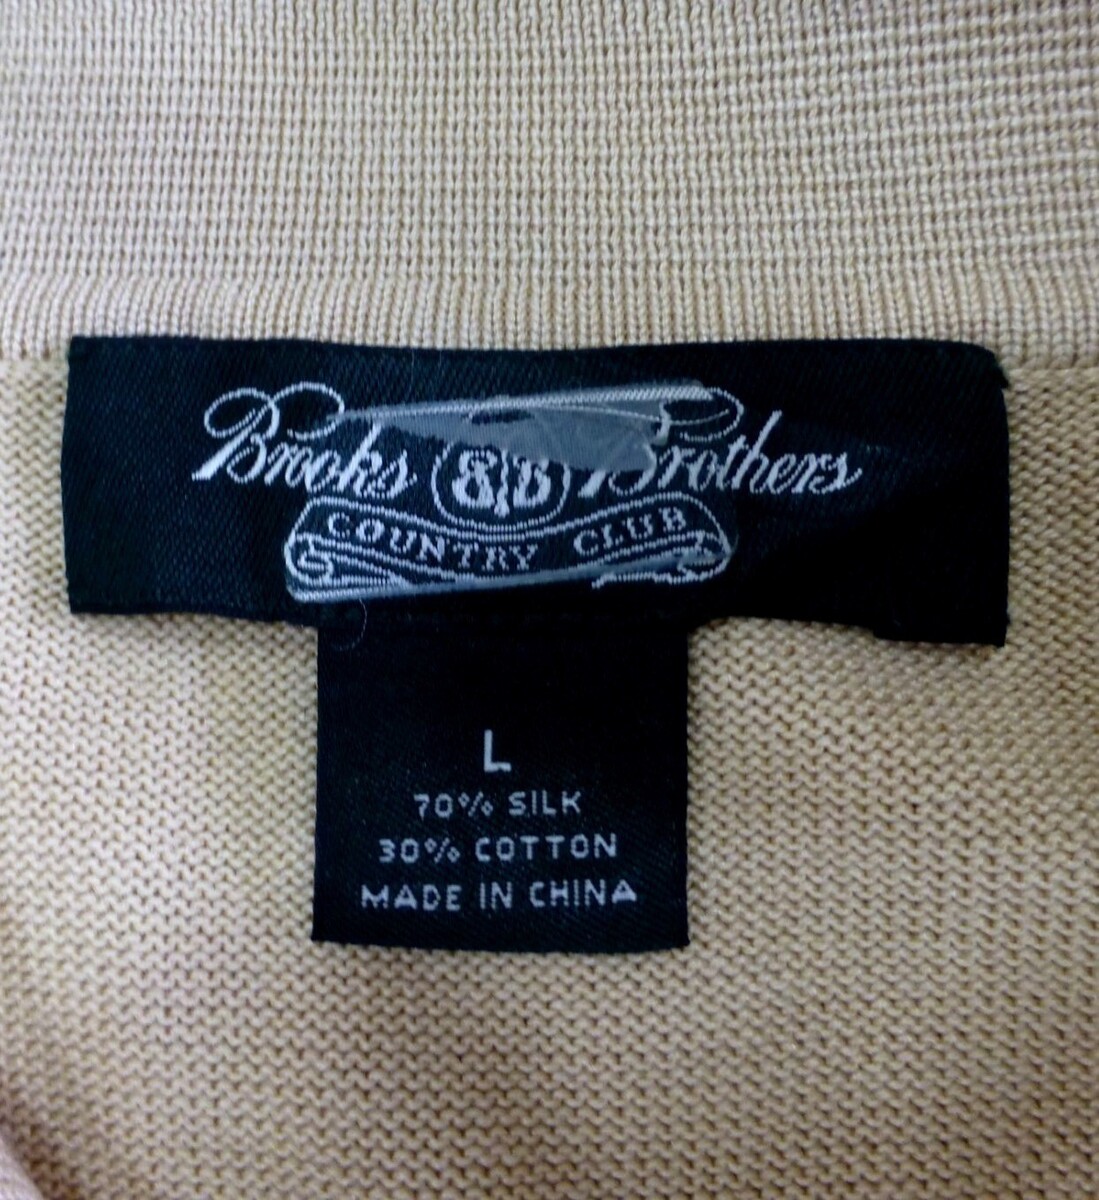 Brooks BB Brothers
COUNTRY CLUB
L
70% SILK
30% COTTON
MADE IN CHINA